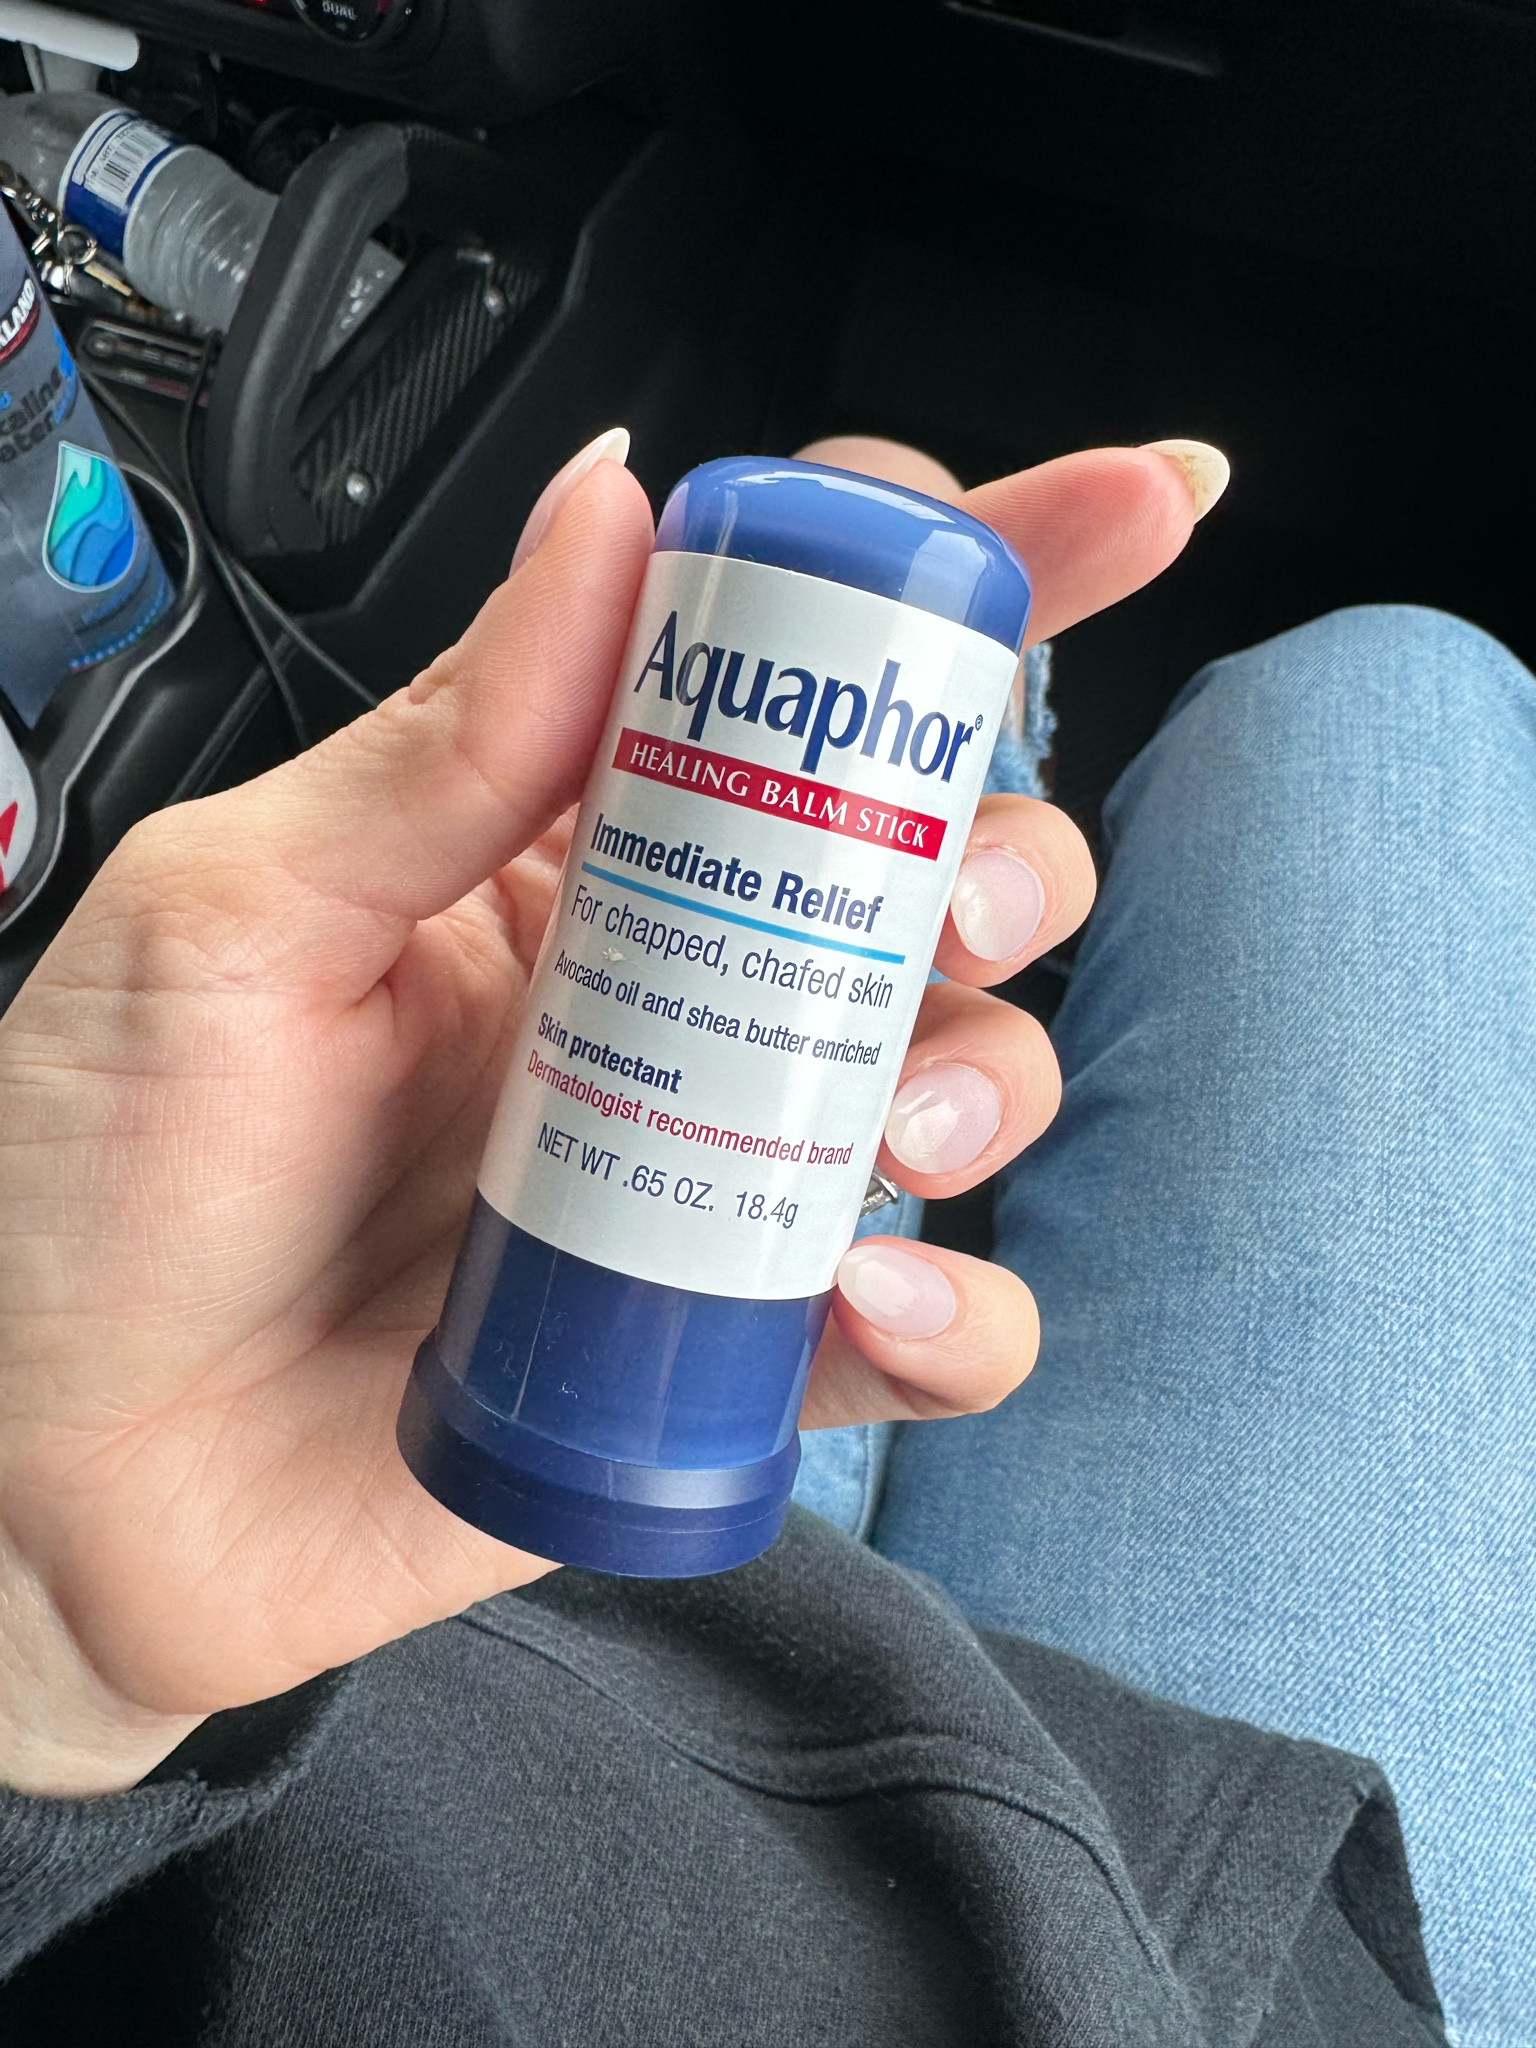 DUAL
Aquaphor®
HEALING BALM STICK
Immediate Relief
For chapped, chafed skin
Avocado oil and shea butter enriched
Skin protectant
Dermatologist recommended brand
NET WT .65 OZ. 18.4g